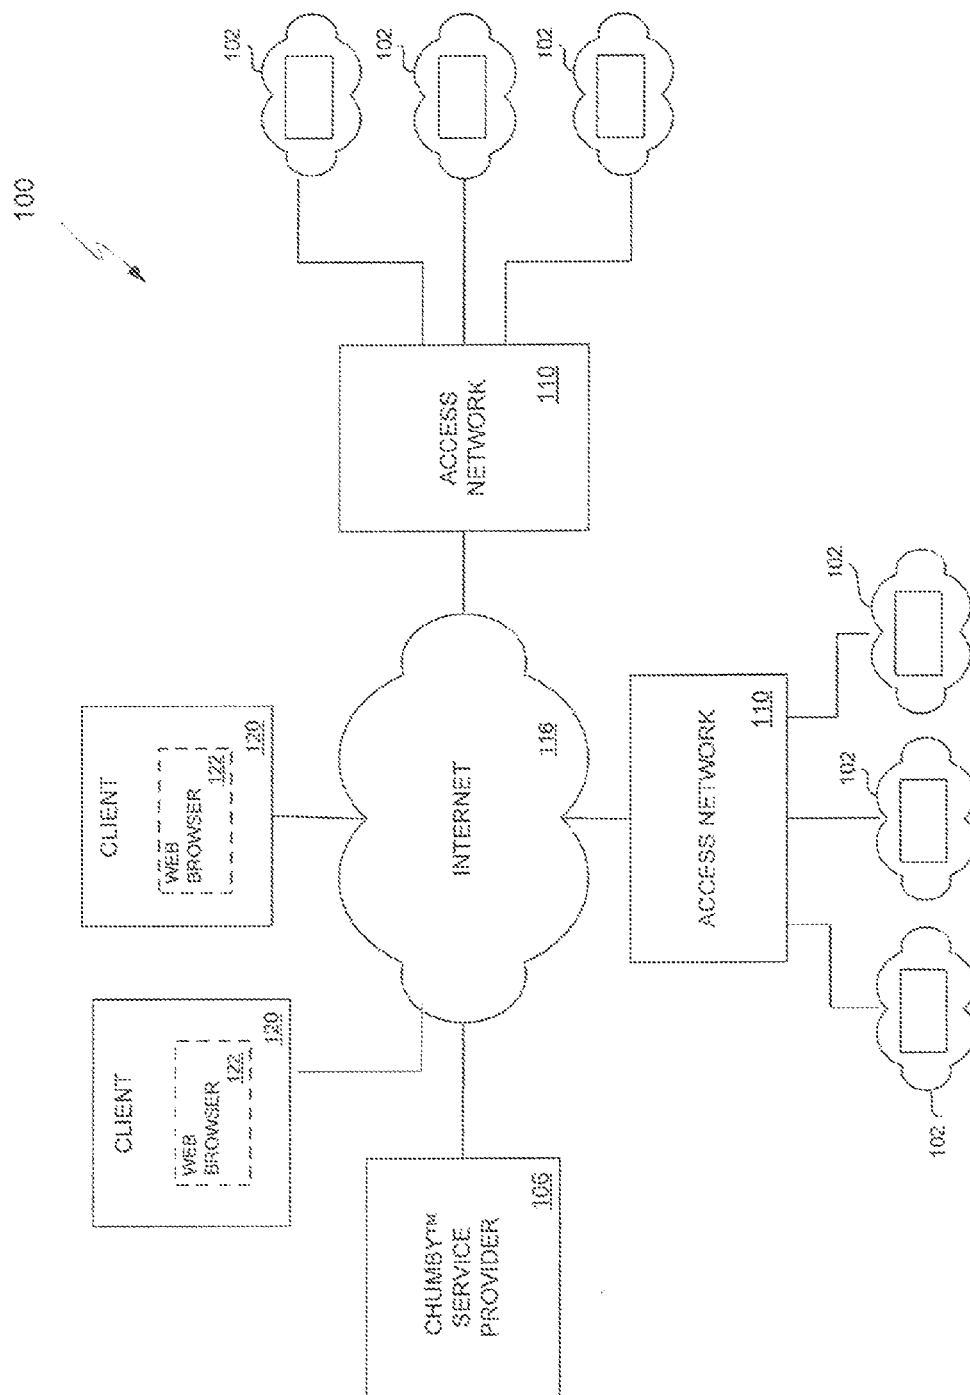 100
CLIENT
WEB
BROWSER
122
120
CLIENT
WEB
BROWSER
122
120
102
102
102
CHUMBY™
SERVICE
PROVIDER
106
INTERNET
116
ACCESS
NETWORK
110
ACCESS NETWORK
110
102
102
102